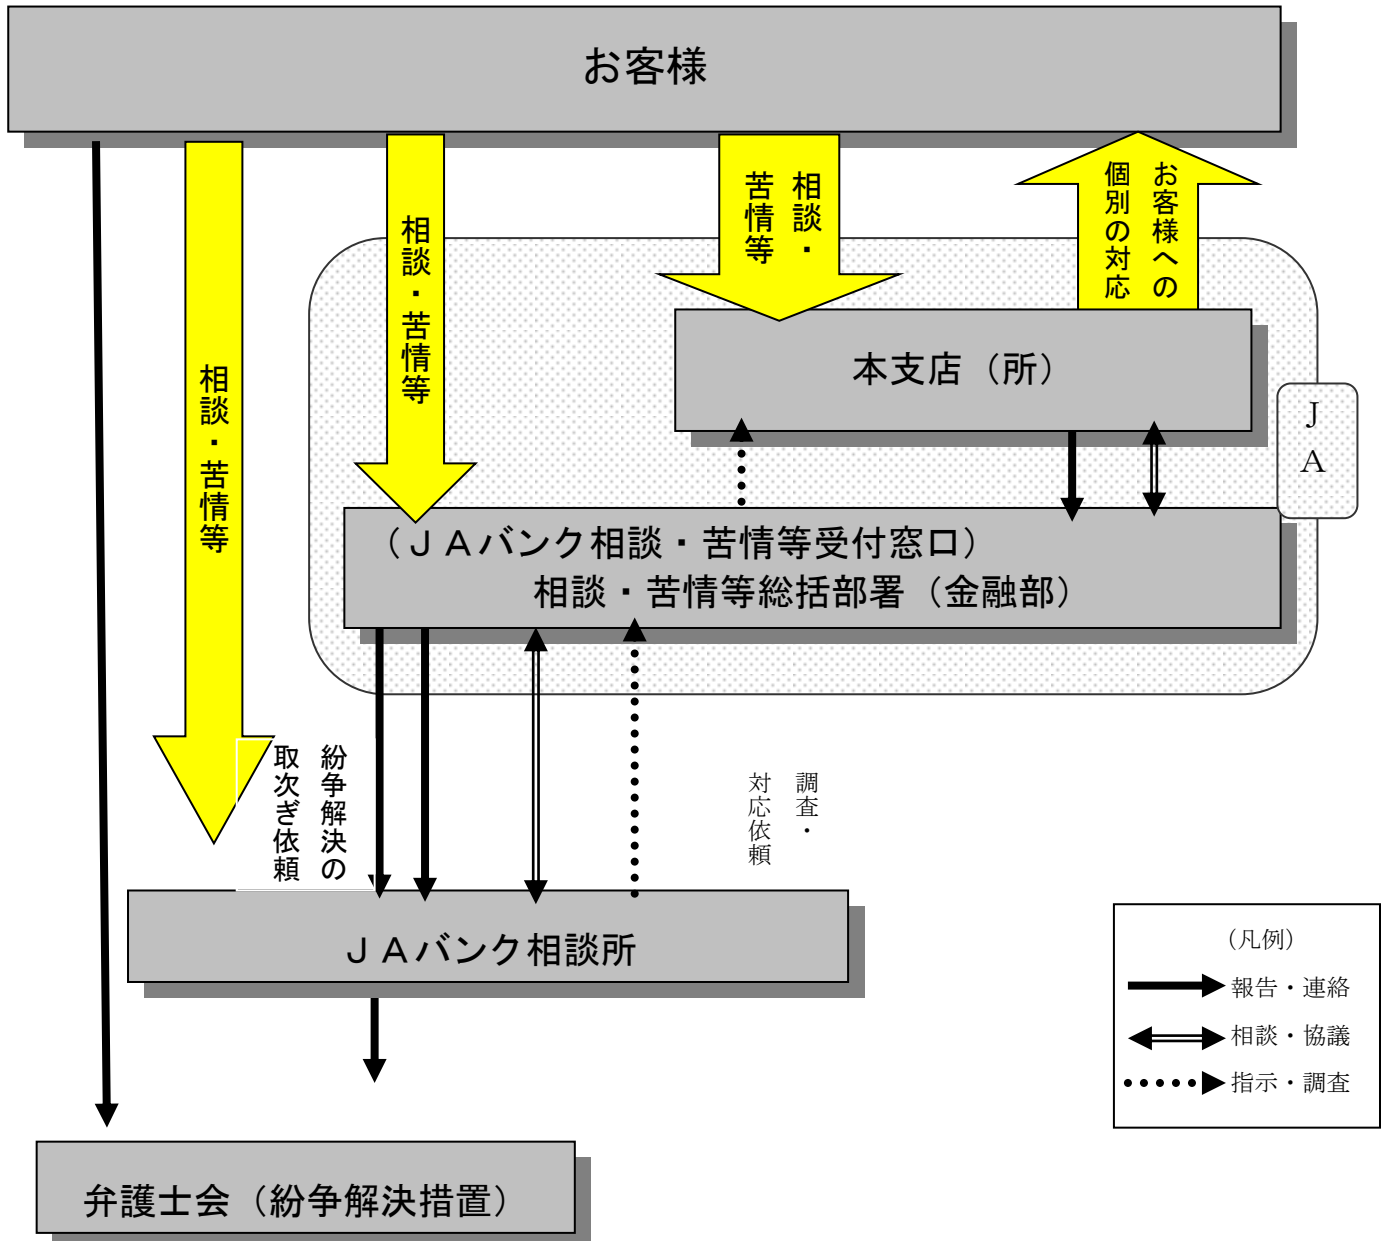 お客様
相談・苦情等
相談・苦情等
相談・
苦情等
お客様への
個別の対応
本支店（所）
ＪＡ
（ＪＡバンク相談・苦情等受付窓口）
相談・苦情等総括部署（金融部）
紛争解決の
取次ぎ依頼
調査・
対応依頼
ＪＡバンク相談所
（凡例）
報告・連絡
相談・協議
指示・調査
弁護士会（紛争解決措置）